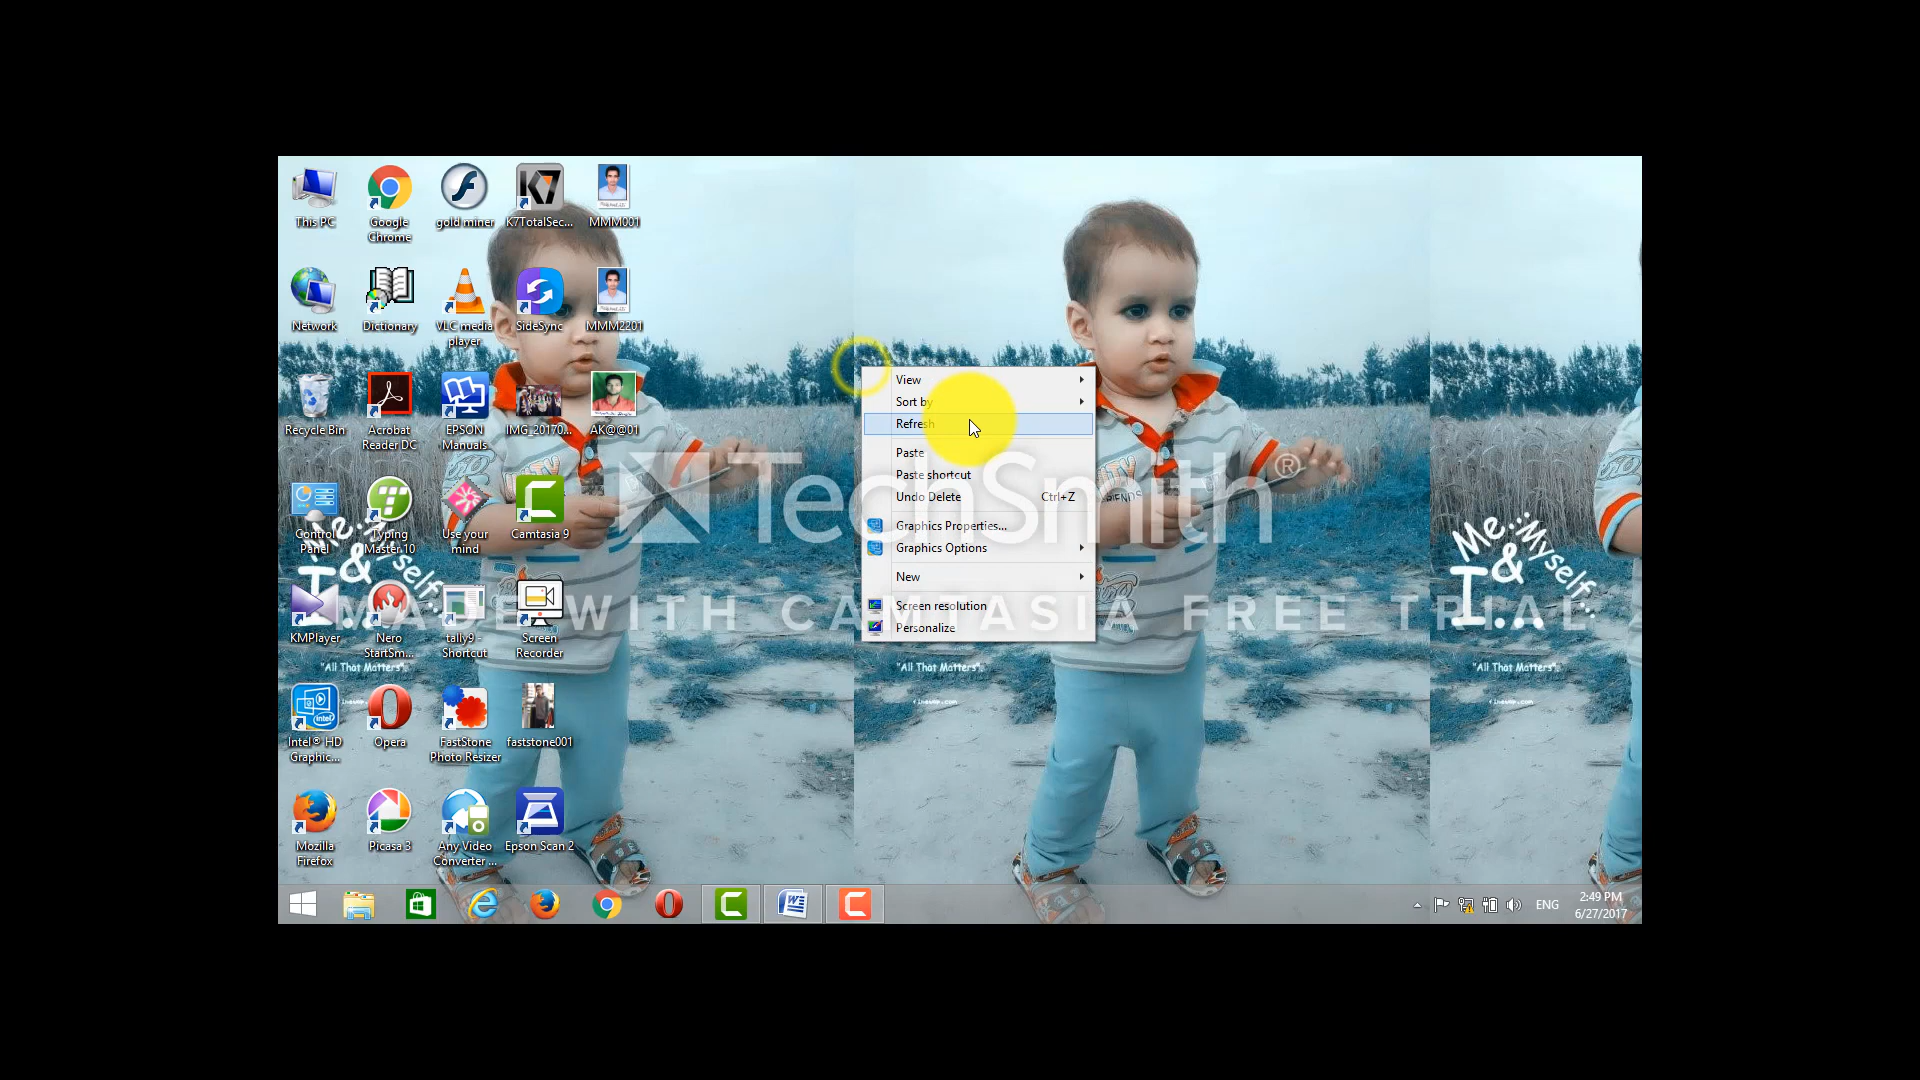 This PC
Google
Chrome
gold miner
K7TotalSec...
MMM001
Network
Dictionary
VLC media
player
SideSync
MMM2201
Recycle Bin
Acrobat
Reader DC
EPSON
Manuals
IMG_20170...
AK@@01
Control
Panel
Typing
Master 10
Use your
mind
Camtasia 9
KMPlayer
Nero
StartSm...
tally9 -
Shortcut
Screen
Recorder
Intel® HD
Graphic...
Opera
FastStone
Photo Resizer
faststone001
Mozilla
Firefox
Picasa 3
Any Video
Converter ...
Epson Scan 2
View
Sort by
Refresh
Paste
Paste shortcut
Undo Delete Ctrl+Z
Graphics Properties...
Graphics Options
New
Screen resolution
Personalize
TechSmith®
MADE WITH CAMTASIA FREE TRIAL
Me..Myself..
&
I...
"All That Matters"
"All That Matters"
Me..Myself..
&
I...
"All That Matters"
ENG
2:49 PM
6/27/2017